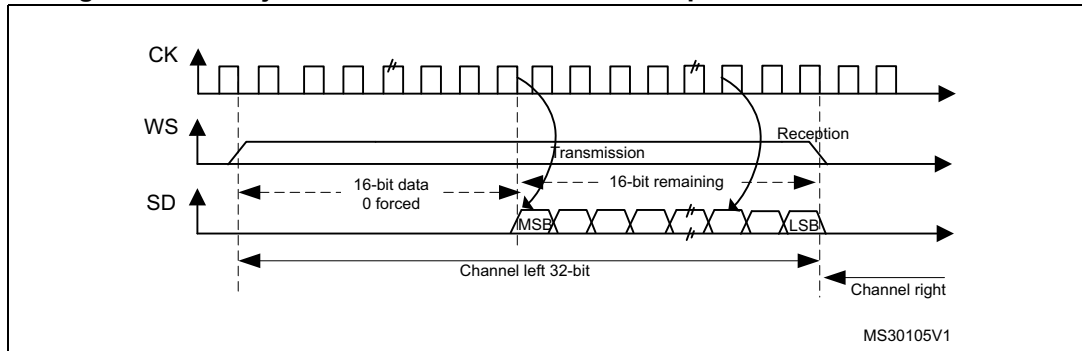 CK
WS
Reception
Transmission
16-bit data
0 forced
16-bit remaining
SD
MSB
LSB
Channel left 32-bit
Channel right
MS30105V1